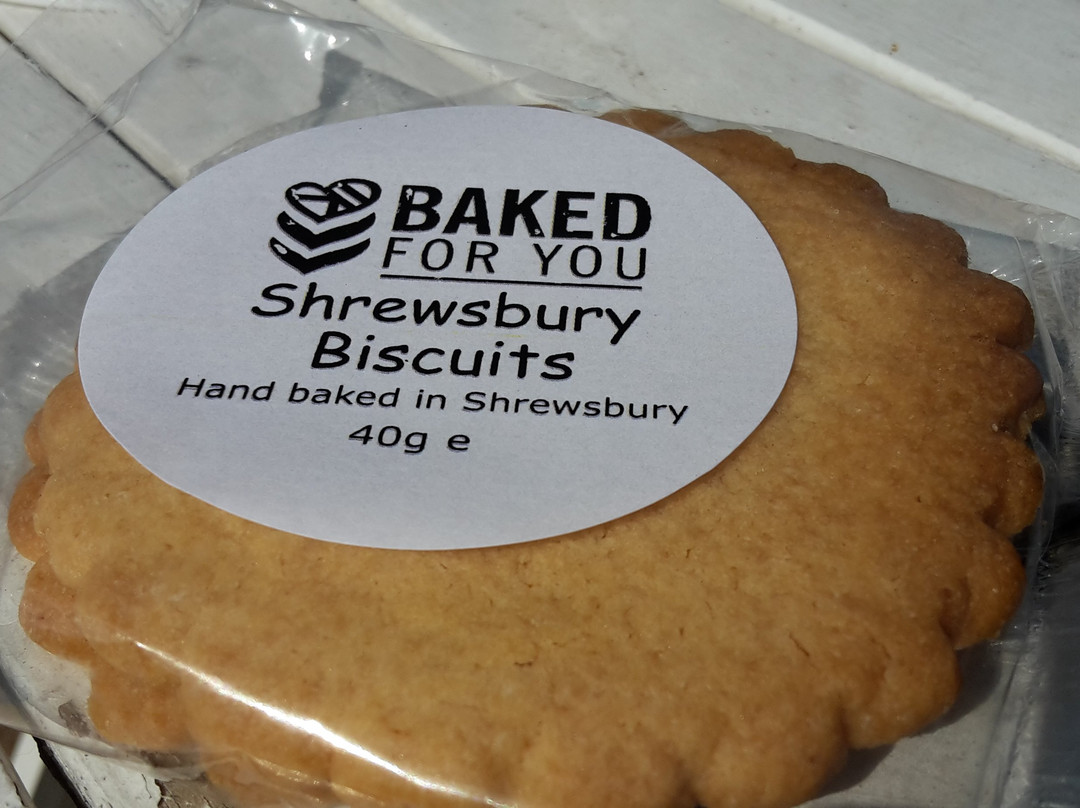 BAKED
FOR YOU
Shrewsbury
Biscuits
Hand baked in Shrewsbury
40g e